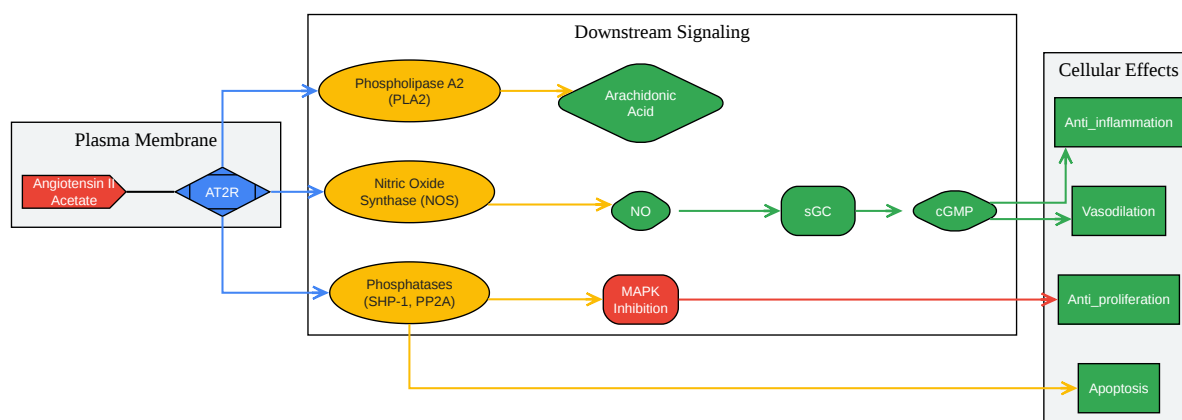 Downstream Signaling
Cellular Effects
Plasma Membrane
Angiotensin II
Acetate
AT2R
Phospholipase A2
(PLA2)
Arachidonic
Acid
Nitric Oxide
Synthase (NOS)
NO
sGC
cGMP
Phosphatases
(SHP-1, PP2A)
MAPK
Inhibition
Anti_inflammation
Vasodilation
Anti_proliferation
Apoptosis